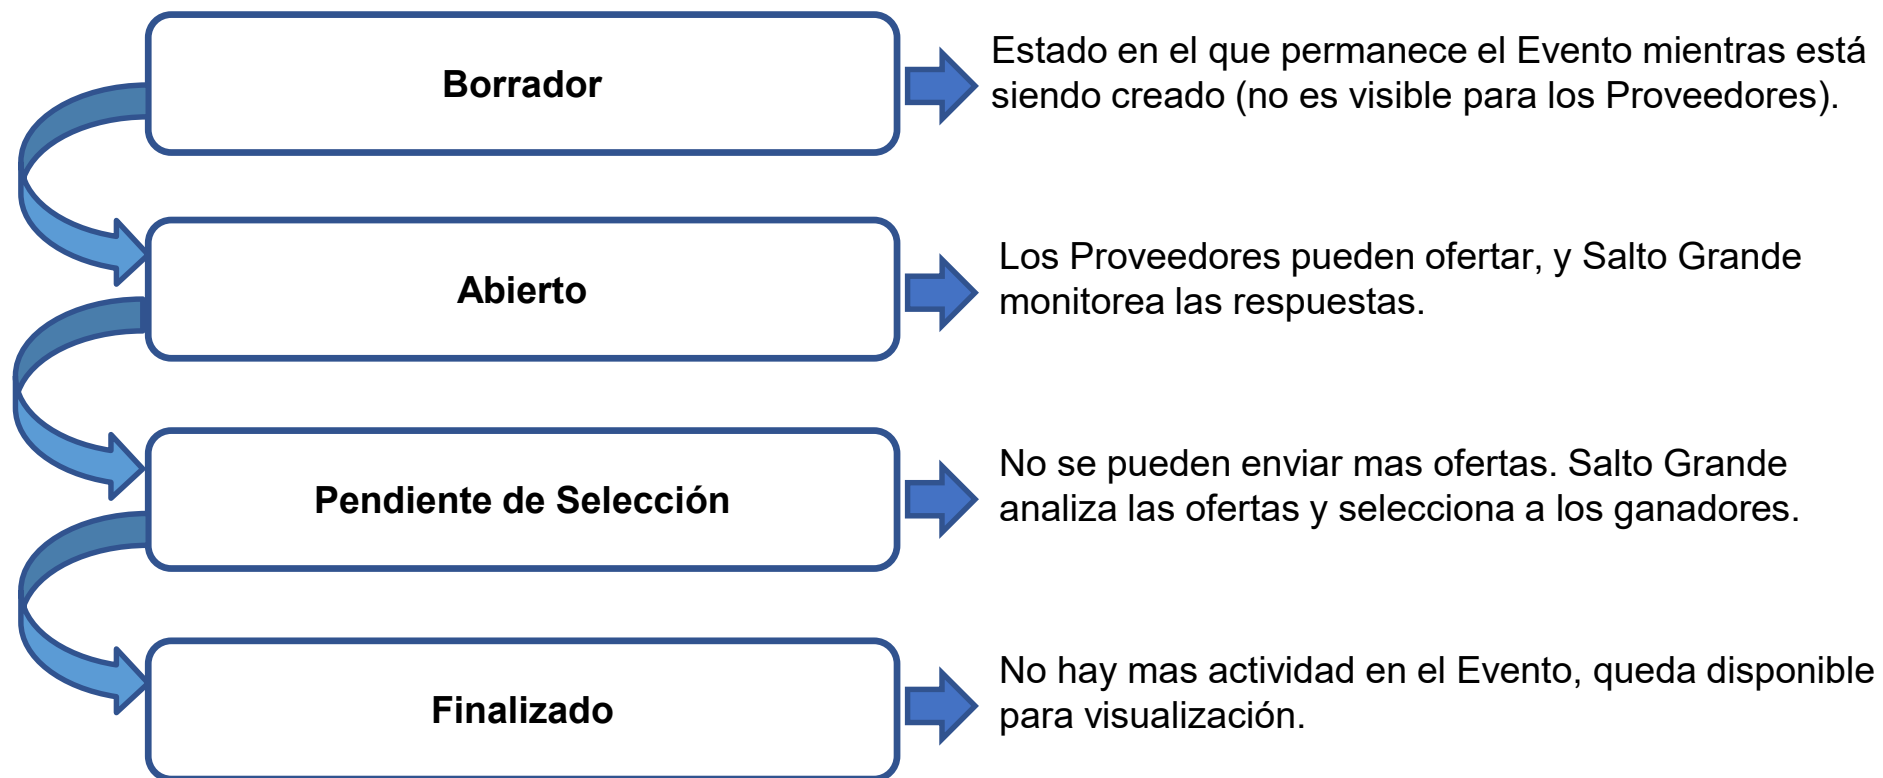 Borrador
Estado en el que permanece el Evento mientras está
siendo creado (no es visible para los Proveedores).
Abierto
Los Proveedores pueden ofertar, y Salto Grande
monitorea las respuestas.
Pendiente de Selección
No se pueden enviar mas ofertas. Salto Grande
analiza las ofertas y selecciona a los ganadores.
Finalizado
No hay mas actividad en el Evento, queda disponible
para visualización.